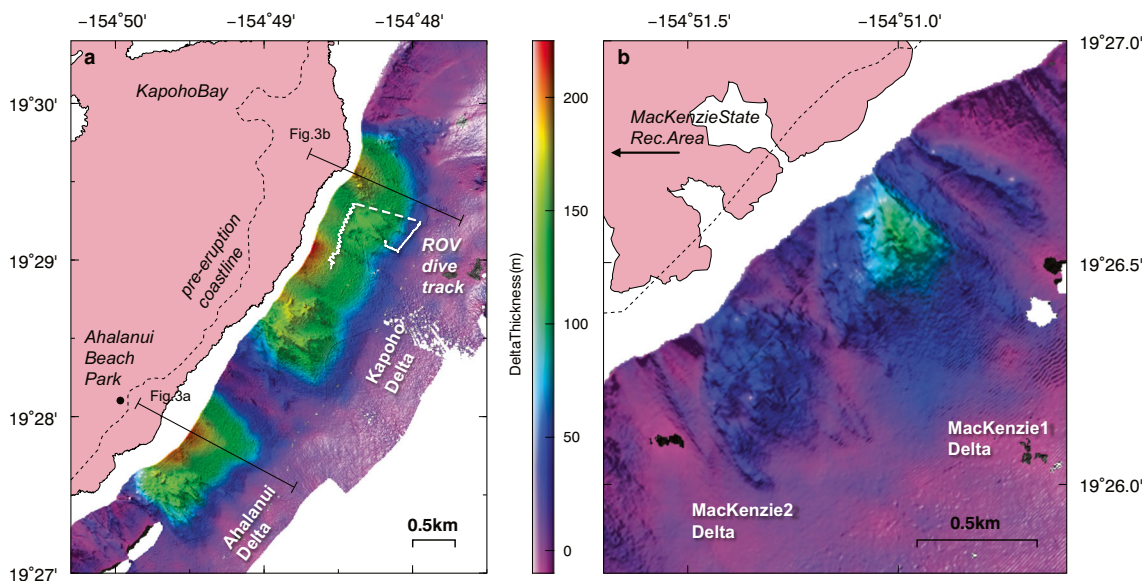 −154˚50'
−154˚49'
−154˚48'
−154˚51.5'
−154˚51.0'
a
b
19˚27.0'
KapohoBay
200
MacKenzieState
Rec.Area
19˚30'
Fig.3b
150
ROV
dive
track
19˚29'
pre-eruption
coastline
DeltaThickness(m)
19˚26.5'
100
Ahalanui
Beach
Park
Kapoho
Delta
Fig.3a
19˚28'
50
MacKenzie1
Delta
19˚26.0'
MacKenzie2
Delta
Ahalanui
Delta
0.5km
0.5km
0
19˚27'